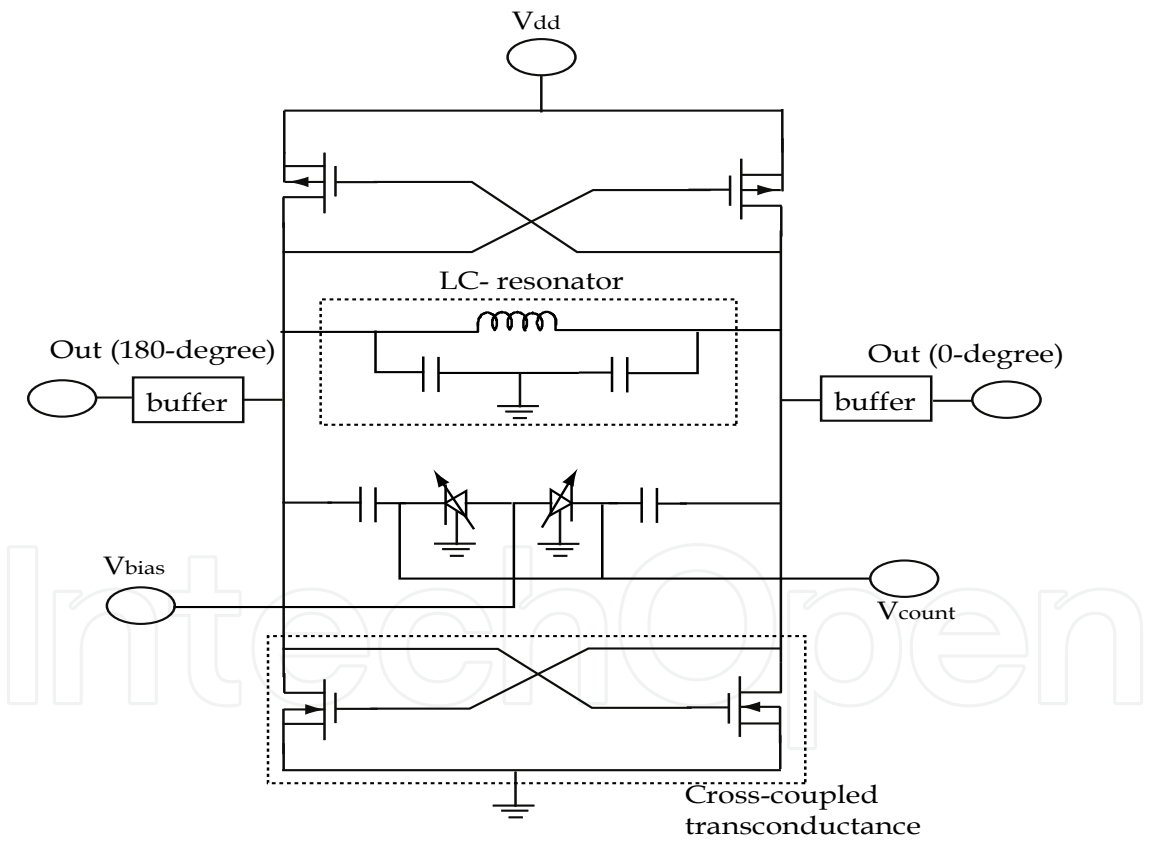 Vdd
LC- resonator
Out (180-degree)
Out (0-degree)
buffer
buffer
Vbias
Vcount
IntechOpen
Cross-coupled
transconductance